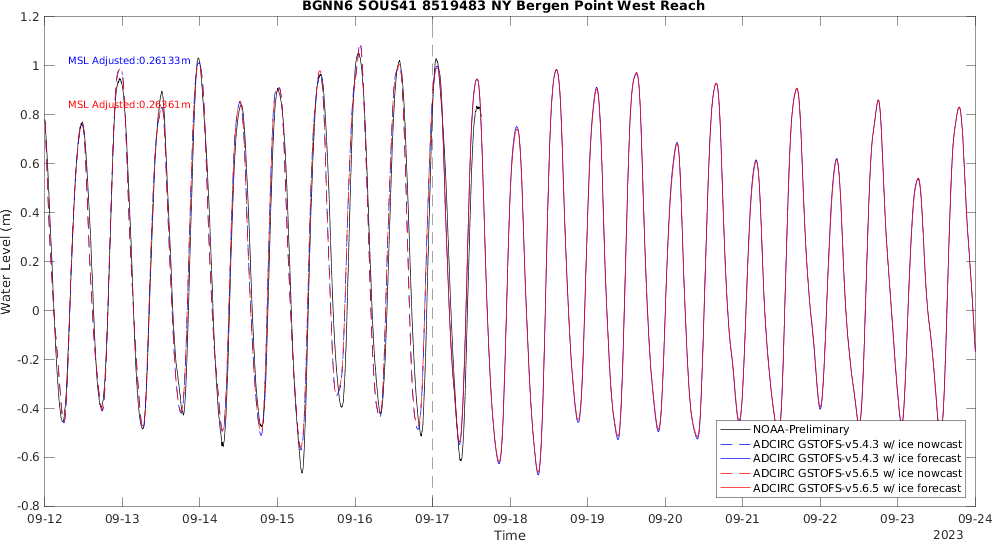 BGNN6 SOUS41 8519483 NY Bergen Point West Reach
MSL Adjusted:0.26133m
MSL Adjusted:0.26361m
Water Level (m)
1.2
1
0.8
0.6
0.4
0.2
0
-0.2
-0.4
-0.6
-0.8
NOAA-Preliminary
ADCIRC GSTOFS-v5.4.3 w/ ice nowcast
ADCIRC GSTOFS-v5.4.3 w/ ice forecast
ADCIRC GSTOFS-v5.6.5 w/ ice nowcast
ADCIRC GSTOFS-v5.6.5 w/ ice forecast
09-12 09-13 09-14 09-15 09-16 09-17 09-18 09-19 09-20 09-21 09-22 09-23 09-24
Time
2023